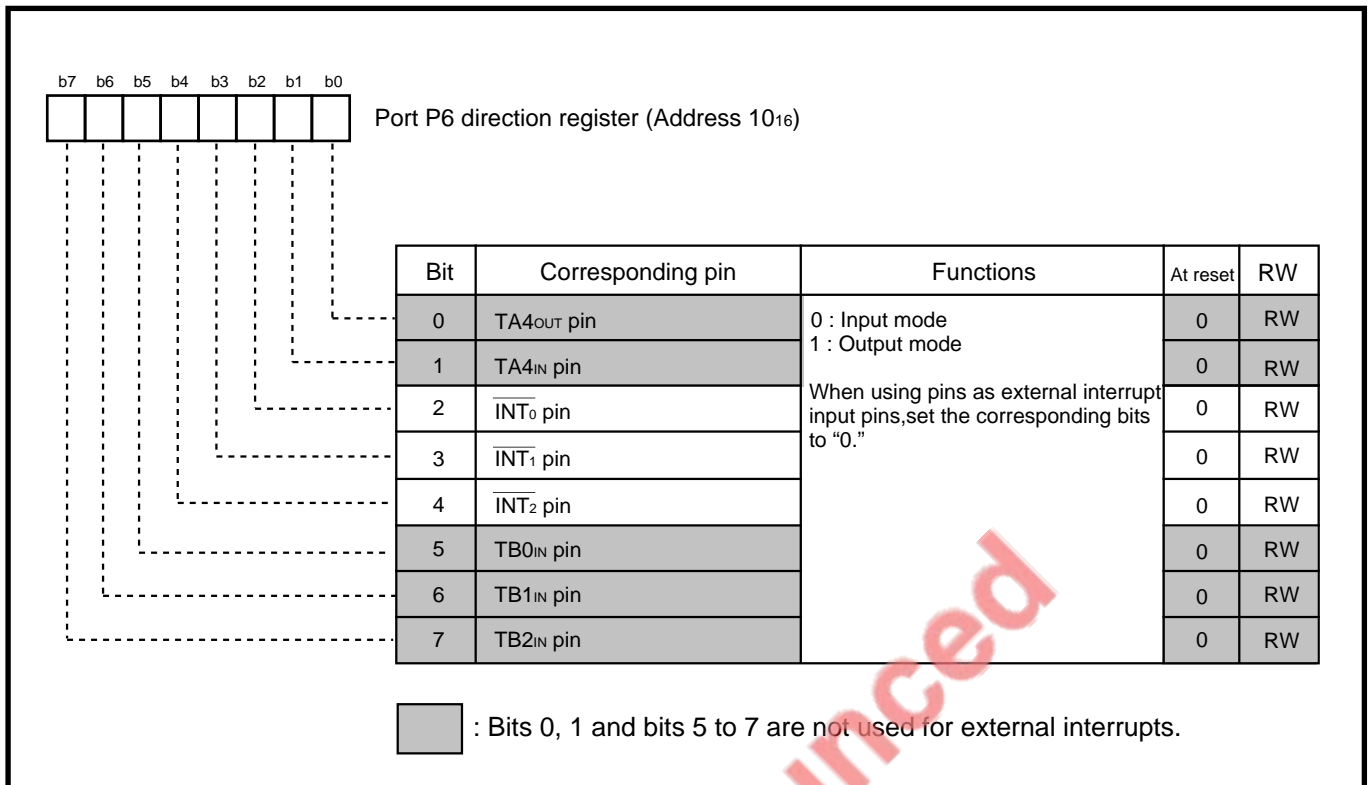 b7 b6 b5 b4 b3 b2 b1 b0
Port P6 direction register (Address 10₁₆)
Bit Corresponding pin Functions At reset RW
0 TA4OUT pin 0 : Input mode 0 RW
1 : Output mode
1 TA4IN pin 0 RW
When using pins as external interrupt
2 INT0 pin input pins,set the corresponding bits 0 RW
to “0.”
3 INT1 pin 0 RW
4 INT2 pin 0 RW
5 TB0IN pin 0 RW
6 TB1IN pin 0 RW
7 TB2IN pin 0 RW
: Bits 0, 1 and bits 5 to 7 are not used for external interrupts.
unced